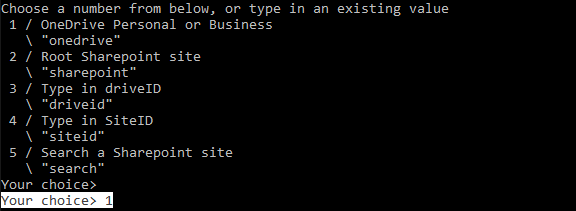 Choose a number from below, or type in an existing value
1 / OneDrive Personal or Business
\ "onedrive"
2 / Root Sharepoint site
\ "sharepoint"
3 / Type in driveID
\ "driveid"
4 / Type in SiteID
\ "siteid"
5 / Search a Sharepoint site
\ "search"
Your choice>
Your choice> 1